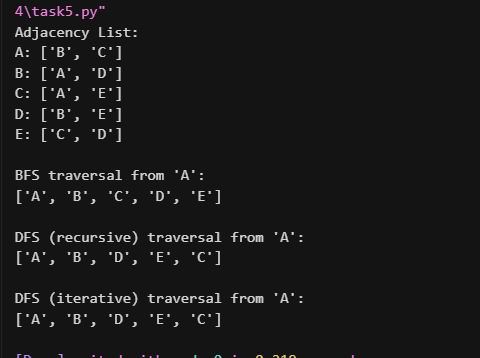 4\task5.py"
Adjacency List:
A: ['B', 'C']
B: ['A', 'D']
C: ['A', 'E']
D: ['B', 'E']
E: ['C', 'D']
BFS traversal from 'A':
['A', 'B', 'C', 'D', 'E']
DFS (recursive) traversal from 'A':
['A', 'B', 'D', 'E', 'C']
DFS (iterative) traversal from 'A':
['A', 'B', 'D', 'E', 'C']